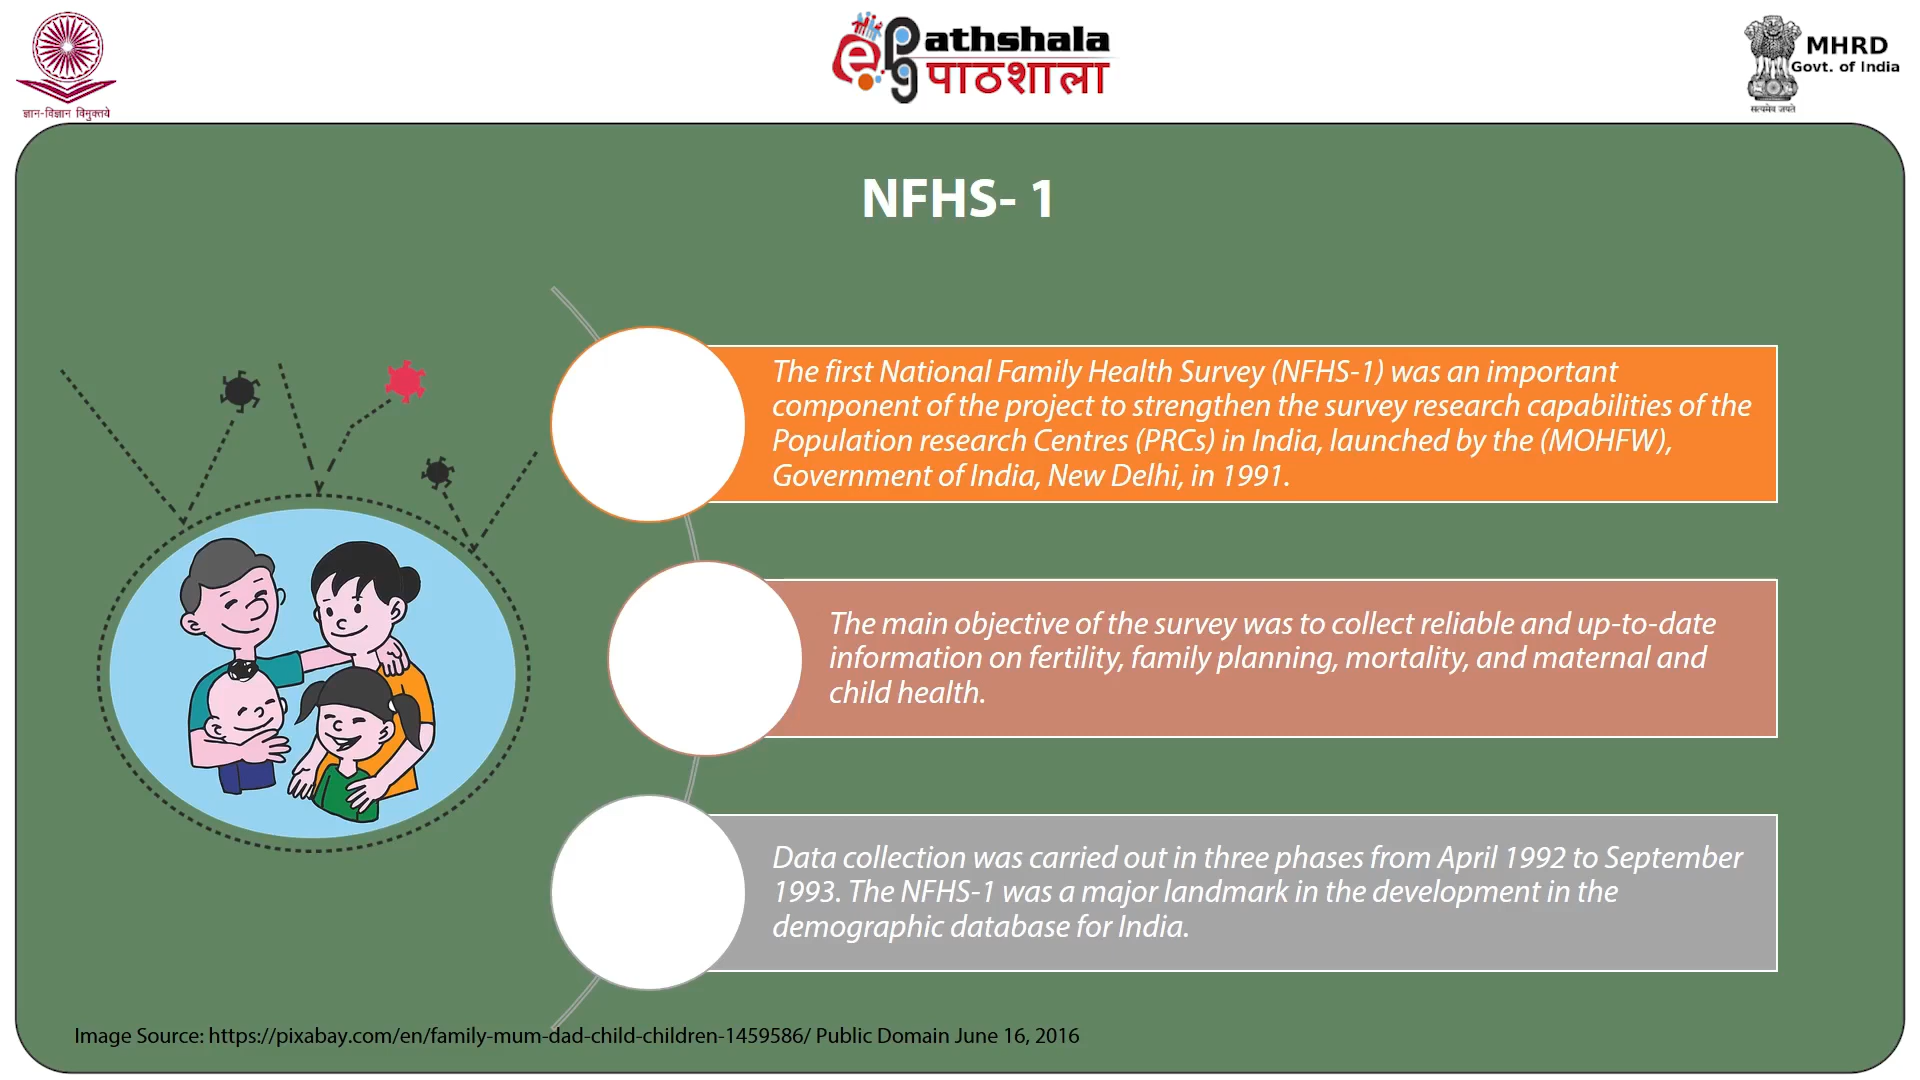 ज्ञान-विज्ञान विमुक्तये
ePG Pathshala
पाठशाला
MHRD
Govt. of India
सत्यमेव जयते
NFHS- 1
The first National Family Health Survey (NFHS-1) was an important
component of the project to strengthen the survey research capabilities of the
Population research Centres (PRCs) in India, launched by the (MOHFW),
Government of India, New Delhi, in 1991.
The main objective of the survey was to collect reliable and up-to-date
information on fertility, family planning, mortality, and maternal and
child health.
Data collection was carried out in three phases from April 1992 to September
1993. The NFHS-1 was a major landmark in the development in the
demographic database for India.
Image Source: https://pixabay.com/en/family-mum-dad-child-children-1459586/ Public Domain June 16, 2016